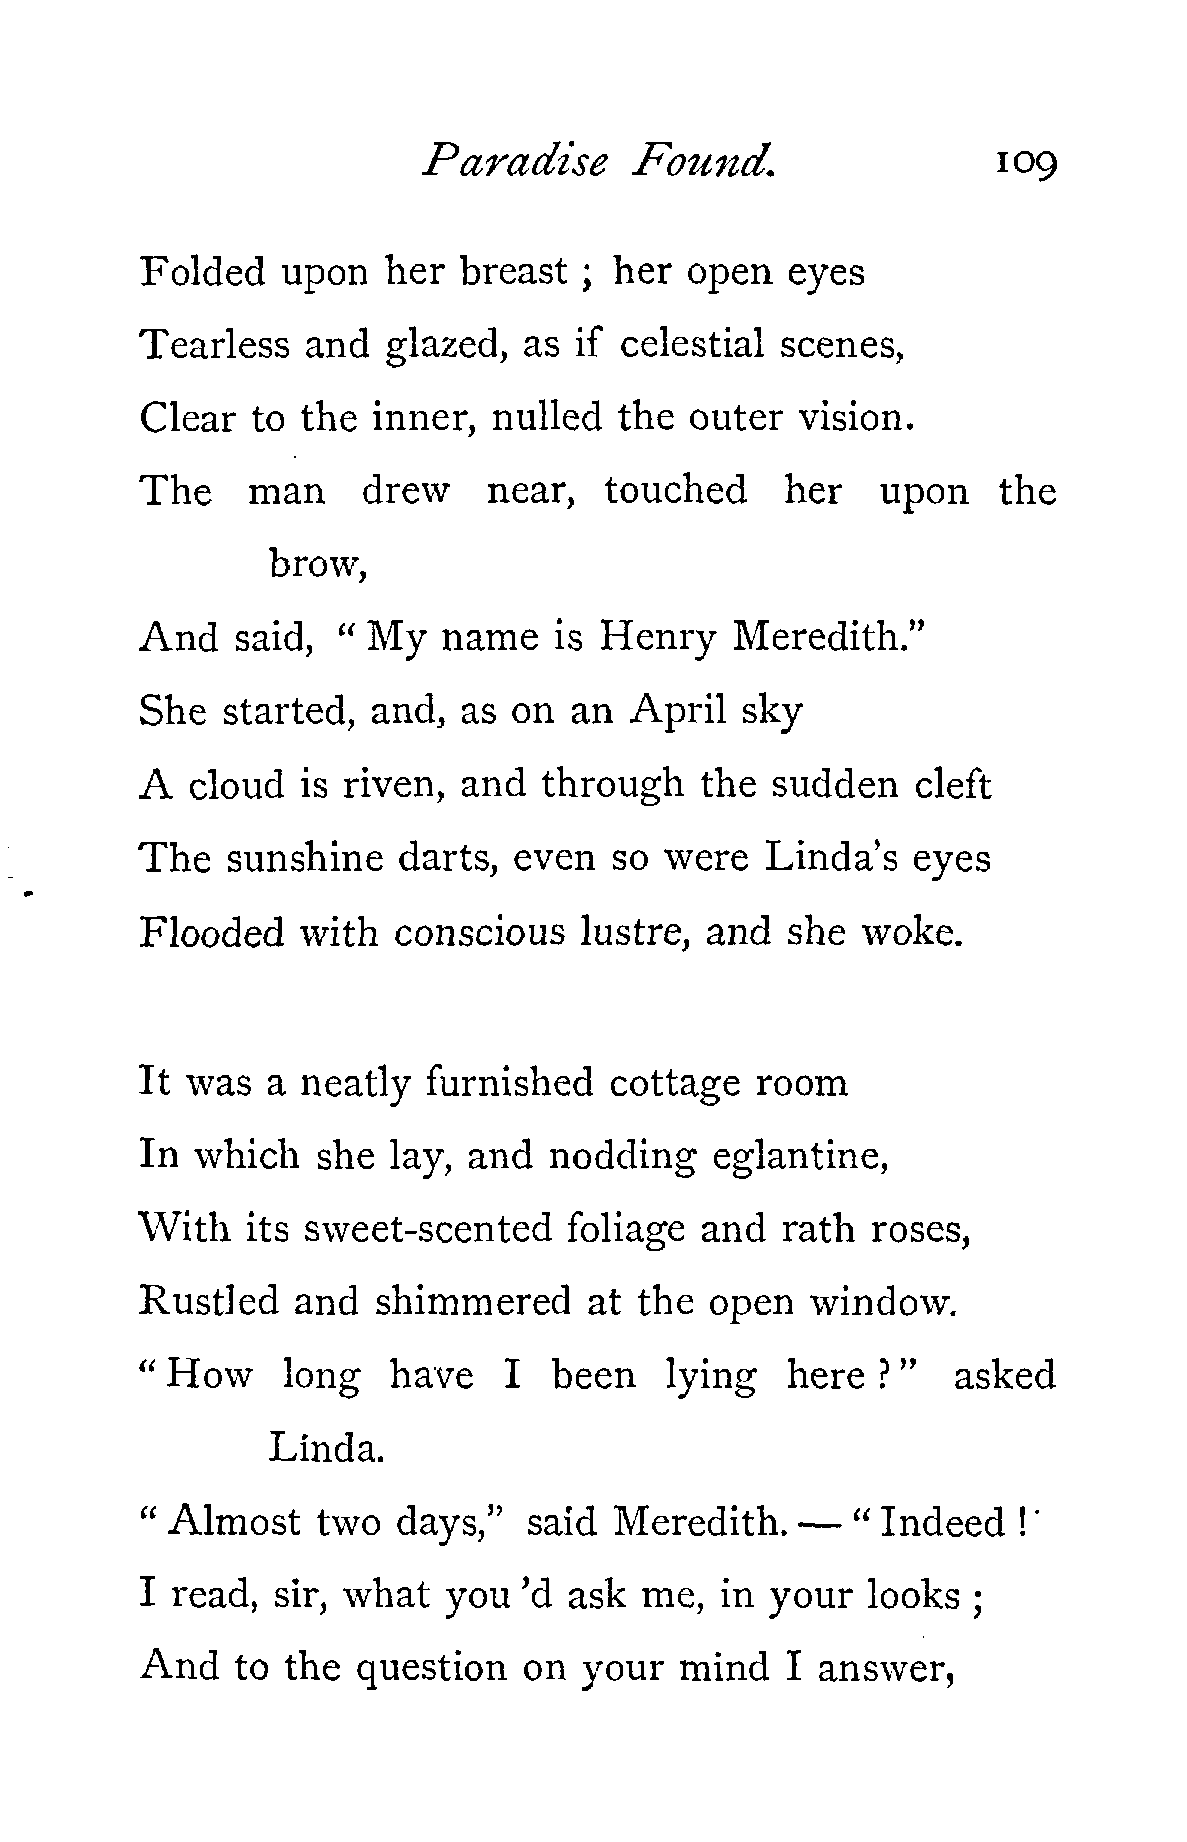 Paradise Found. 109
Folded upon her breast ; her open eyes
Tearless and glazed, as if celestial scenes,
Clear to the inner, nulled the outer vision.
The man drew near, touched her upon the
brow,
And said, “ My name is Henry Meredith.”
She started, and, as on an April sky
A cloud is riven, and through the sudden cleft
The sunshine darts, even so were Linda’s eyes
Flooded with conscious lustre, and she woke.
It was a neatly furnished cottage room
In which she lay, and nodding eglantine,
With its sweet-scented foliage and rath roses,
Rustled and shimmered at the open window.
“ How long have I been lying here ? ” asked
Linda.
“ Almost two days,” said Meredith. — “ Indeed !
I read, sir, what you ’d ask me, in your looks ;
And to the question on your mind I answer,